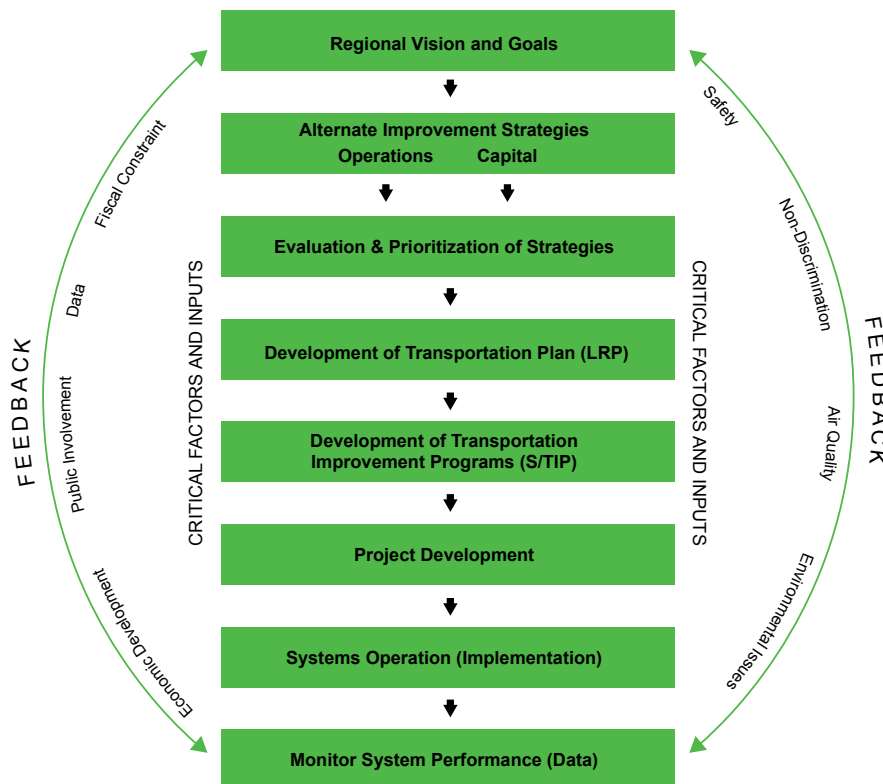 Regional Vision and Goals
Alternate Improvement Strategies
Operations Capital
Evaluation & Prioritization of Strategies
Development of Transportation Plan (LRP)
Development of Transportation
Improvement Programs (S/TIP)
Project Development
Systems Operation (Implementation)
Monitor System Performance (Data)
FEEDBACK
Fiscal Constraint
Data
Public Involvement
Economic Development
CRITICAL FACTORS AND INPUTS
CRITICAL FACTORS AND INPUTS
Safety
Non-Discrimination
Air Quality
Environmental Issues
FEEDBACK